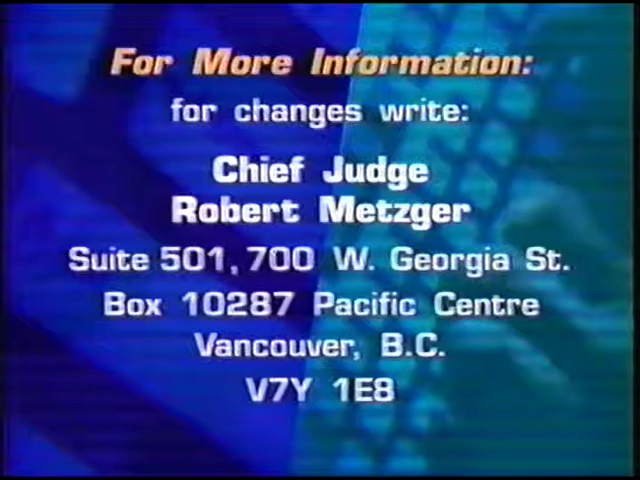 For More Information:
for changes write:
Chief Judge
Robert Metzger
Suite 501, 700 W. Georgia St.
Box 10287 Pacific Centre
Vancouver, B.C.
V7Y 1E8